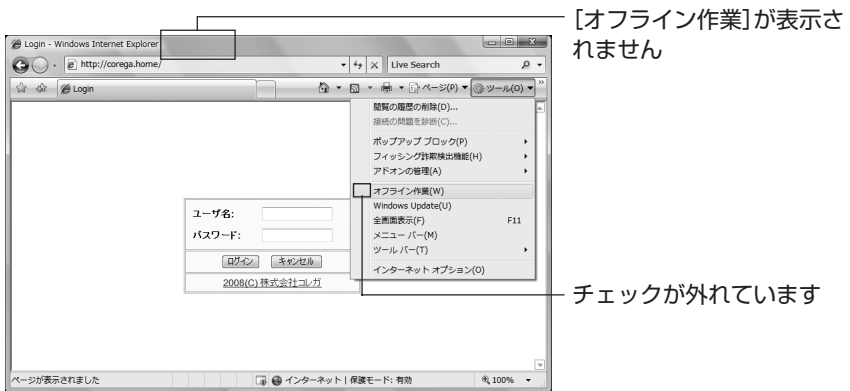 [オフライン作業]が表示さ
れません
Login - Windows Internet Explorer
http://corega.home/
Live Search
Login
ページ(P)
ツール(O)
閲覧の履歴の削除(D)...
接続の問題を診断(C)...
ポップアップ ブロック(P)
フィッシング詐欺検出機能(H)
アドオンの管理(A)
オフライン作業(W)
Windows Update(U)
全画面表示(F) F11
メニュー バー(M)
ツール バー(T)
インターネット オプション(O)
ユーザ名:
パスワード:
ログイン キャンセル
2008(C) 株式会社コレガ
チェックが外れています
ページが表示されました インターネット | 保護モード: 有効 100%